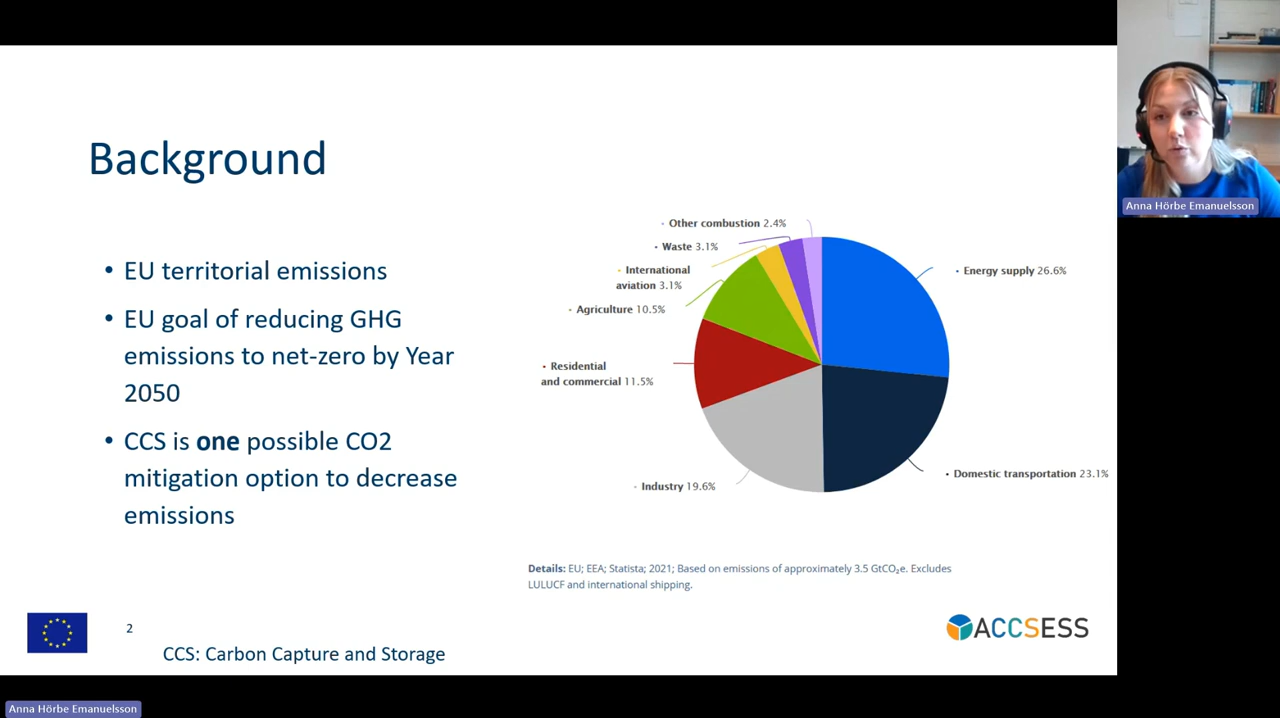 Background
• EU territorial emissions
• EU goal of reducing GHG
emissions to net-zero by Year
2050
• CCS is one possible CO2
mitigation option to decrease
emissions
• Other combustion 2.4%
• Waste 3.1%
• International
aviation 3.1%
• Agriculture 10.5%
• Residential
and commercial 11.5%
• Industry 19.6%
• Energy supply 26.6%
• Domestic transportation 23.1%
Details: EU; EEA; Statista; 2021; Based on emissions of approximately 3.5 GtCO₂e. Excludes
LULUCF and international shipping.
2
CCS: Carbon Capture and Storage
ACCSESS
Anna Hörbe Emanuelsson
Anna Hörbe Emanuelsson